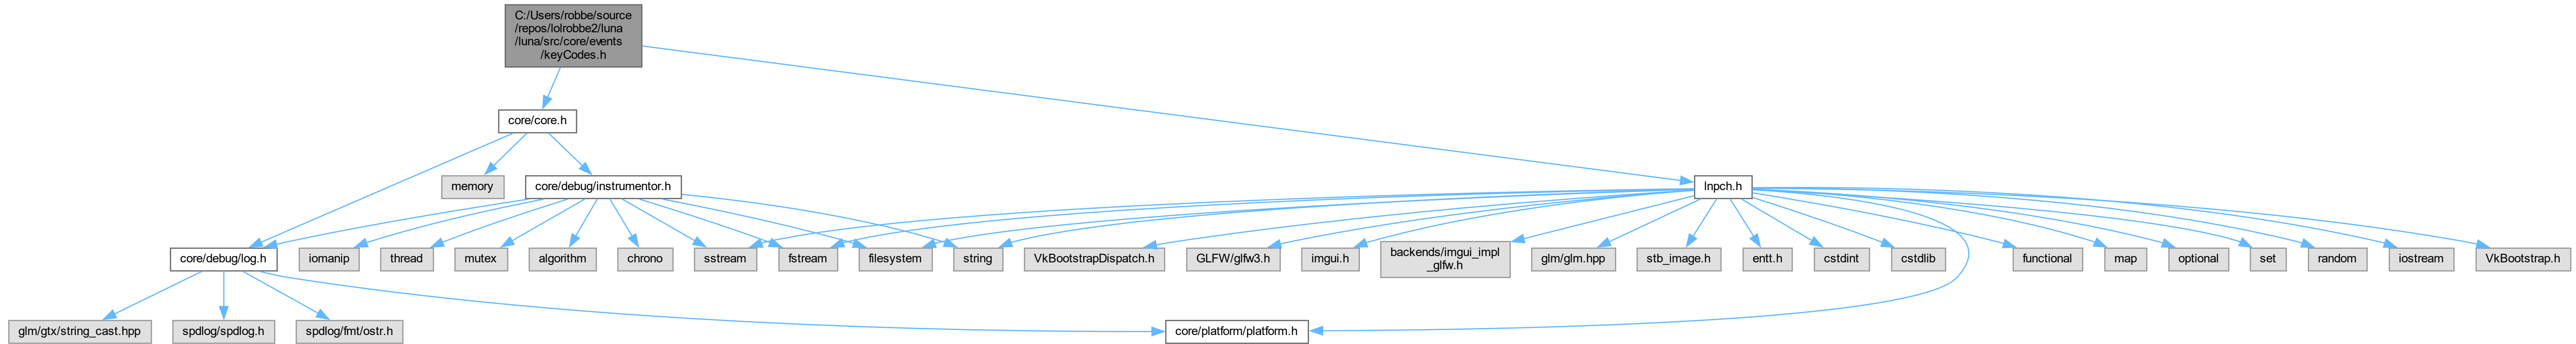 C:/Users/robbe/source
/repos/lolrobbe2/luna
/luna/src/core/events
/keyCodes.h
core/core.h
memory
core/debug/instrumentor.h
lnpch.h
core/debug/log.h
iomanip
thread
mutex
algorithm
chrono
sstream
fstream
filesystem
string
VkBootstrapDispatch.h
GLFW/glfw3.h
imgui.h
backends/imgui_impl
_glfw.h
glm/glm.hpp
stb_image.h
entt.h
cstdint
cstdlib
functional
map
optional
set
random
iostream
VkBootstrap.h
glm/gtx/string_cast.hpp
spdlog/spdlog.h
spdlog/fmt/ostr.h
core/platform/platform.h